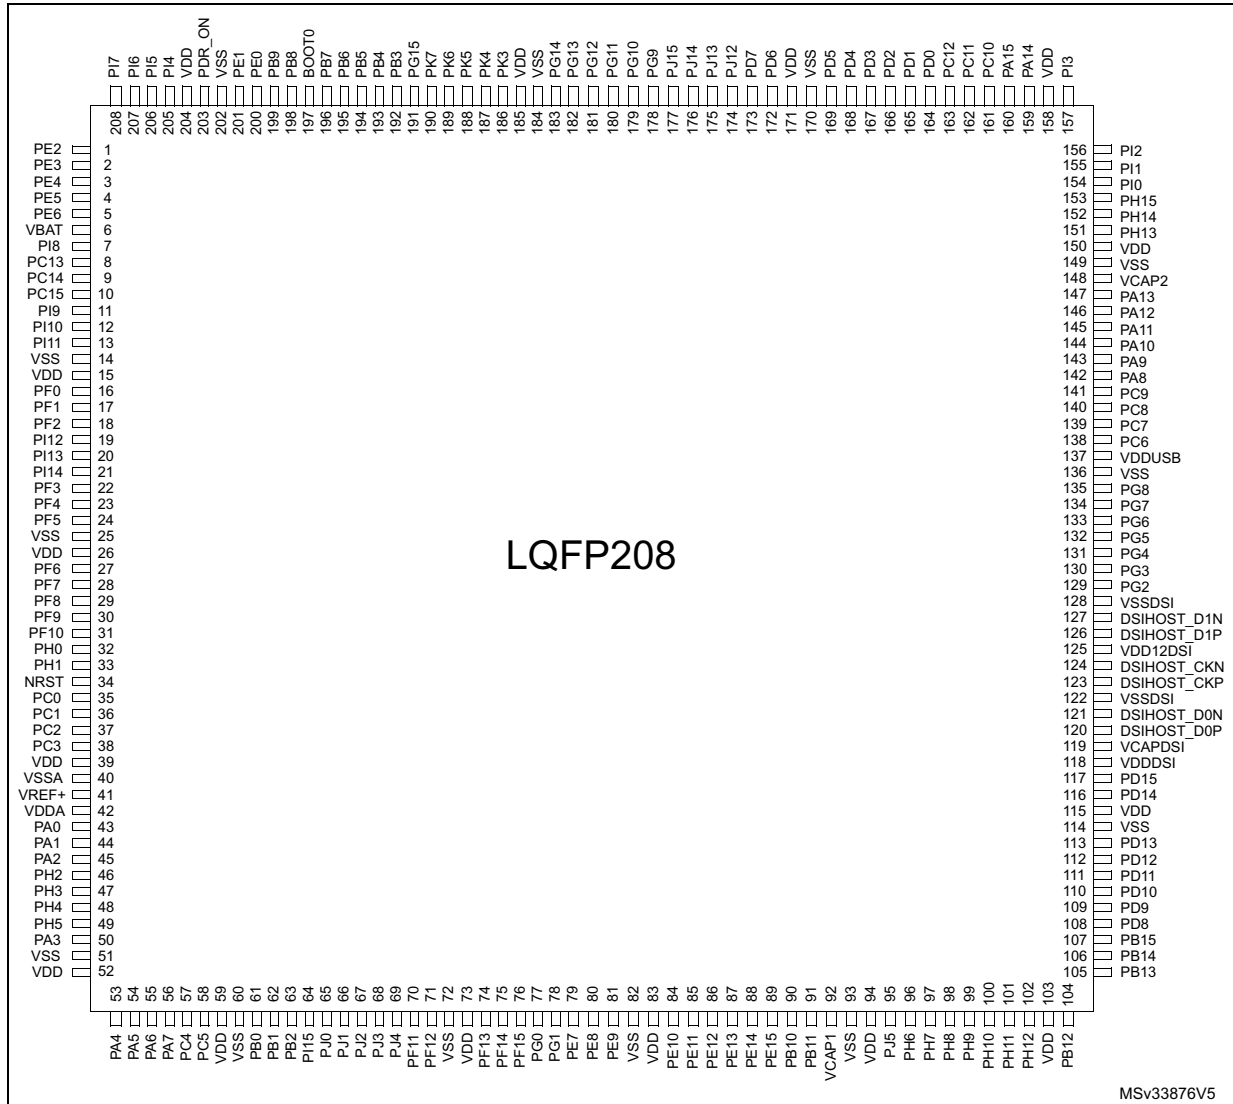 PI7 PI6 PI5 PI4 VDD PDR_ON VSS PE1 PE0 PB9 PB8 BOOT0 PB7 PB6 PB5 PB4 PB3 PG15 PK7 PK6 PK5 PK4 PK3 VDD VSS PG14 PG13 PG12 PG11 PG10 PG9 PJ15 PJ14 PJ13 PJ12 PD7 PD6 VDD VSS PD5 PD4 PD3 PD2 PD1 PD0 PC12 PC11 PC10 PA15 PA14 VDD PI3
208 207 206 205 204 203 202 201 200 199 198 197 196 195 194 193 192 191 190 189 188 187 186 185 184 183 182 181 180 179 178 177 176 175 174 173 172 171 170 169 168 167 166 165 164 163 162 161 160 159 158 157
PE2 1 156 PI2
PE3 2 155 PI1
PE4 3 154 PI0
PE5 4 153 PH15
PE6 5 152 PH14
VBAT 6 151 PH13
PI8 7 150 VDD
PC13 8 149 VSS
PC14 9 148 VCAP2
PC15 10 147 PA13
PI9 11 146 PA12
PI10 12 145 PA11
PI11 13 144 PA10
VSS 14 143 PA9
VDD 15 142 PA8
PF0 16 141 PC9
PF1 17 140 PC8
PF2 18 139 PC7
PI12 19 138 PC6
PI13 20 137 VDDUSB
PI14 21 136 VSS
PF3 22 135 PG8
PF4 23 134 PG7
PF5 24 133 PG6
VSS 25 132 PG5
VDD 26 131 PG4
LQFP208
PF6 27 130 PG3
PF7 28 129 PG2
PF8 29 128 VSSDSI
PF9 30 127 DSIHOST_D1N
PF10 31 126 DSIHOST_D1P
PH0 32 125 VDD12DSI
PH1 33 124 DSIHOST_CKN
NRST 34 123 DSIHOST_CKP
PC0 35 122 VSSDSI
PC1 36 121 DSIHOST_D0N
PC2 37 120 DSIHOST_D0P
PC3 38 119 VCAPDSI
VDD 39 118 VDDDSI
VSSA 40 117 PD15
VREF+ 41 116 PD14
VDDA 42 115 VDD
PA0 43 114 VSS
PA1 44 113 PD13
PA2 45 112 PD12
PH2 46 111 PD11
PH3 47 110 PD10
PH4 48 109 PD9
PH5 49 108 PD8
PA3 50 107 PB15
VSS 51 106 PB14
VDD 52 105 PB13
53 54 55 56 57 58 59 60 61 62 63 64 65 66 67 68 69 70 71 72 73 74 75 76 77 78 79 80 81 82 83 84 85 86 87 88 89 90 91 92 93 94 95 96 97 98 99 100 101 102 103 104
PA4 PA5 PA6 PA7 PC4 PC5 VDD VSS PB0 PB1 PB2 PI15 PJ0 PJ1 PJ2 PJ3 PJ4 PF11 PF12 VSS VDD PF13 PF14 PF15 PG0 PG1 PE7 PE8 PE9 VSS VDD PE10 PE11 PE12 PE13 PE14 PE15 PB10 PB11 VCAP1 VSS VDD PJ5 PH6 PH7 PH8 PH9 PH10 PH11 PH12 VDD PB12
MSv33876V5